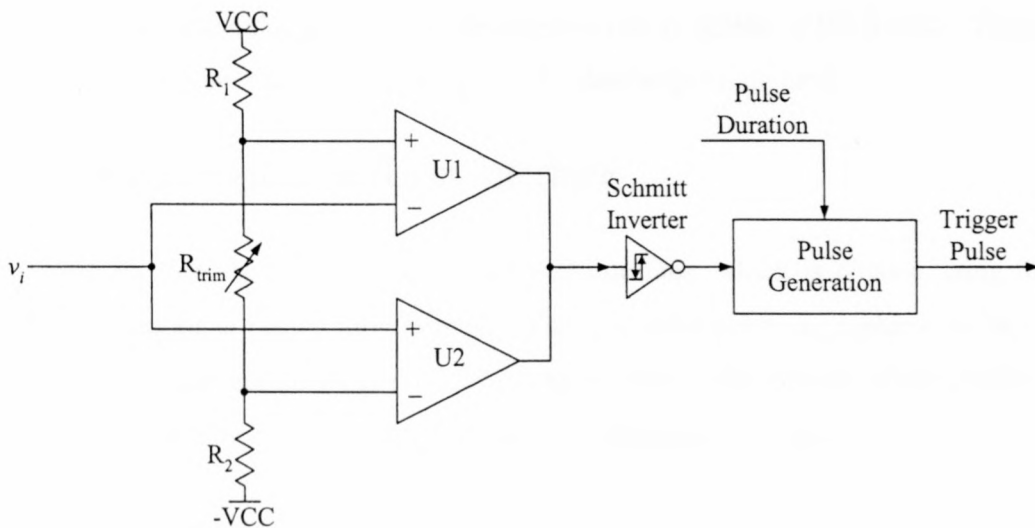 VCC
R1
+
U1
−
Pulse
Duration
Schmitt
Inverter
Trigger
Pulse
Pulse
Generation
vi
Rtrim
+
U2
−
R2
-VCC